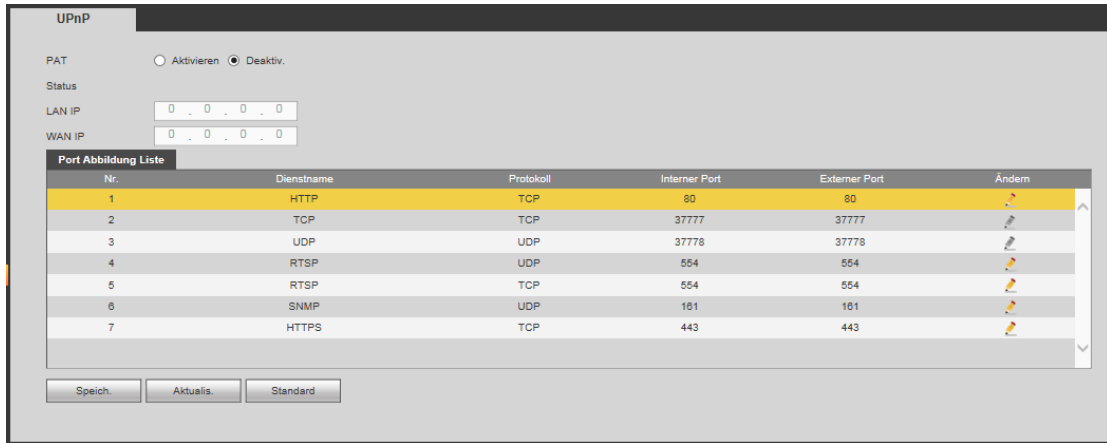 UPnP
PAT Aktivieren Deaktiv.
Status
LAN IP 0 . 0 . 0 . 0
WAN IP 0 . 0 . 0 . 0
Port Abbildung Liste
Nr. Dienstname Protokoll Interner Port Externer Port Ändern
1 HTTP TCP 80 80
2 TCP TCP 37777 37777
3 UDP UDP 37778 37778
4 RTSP UDP 554 554
5 RTSP TCP 554 554
6 SNMP UDP 161 161
7 HTTPS TCP 443 443
Speich. Aktualis. Standard